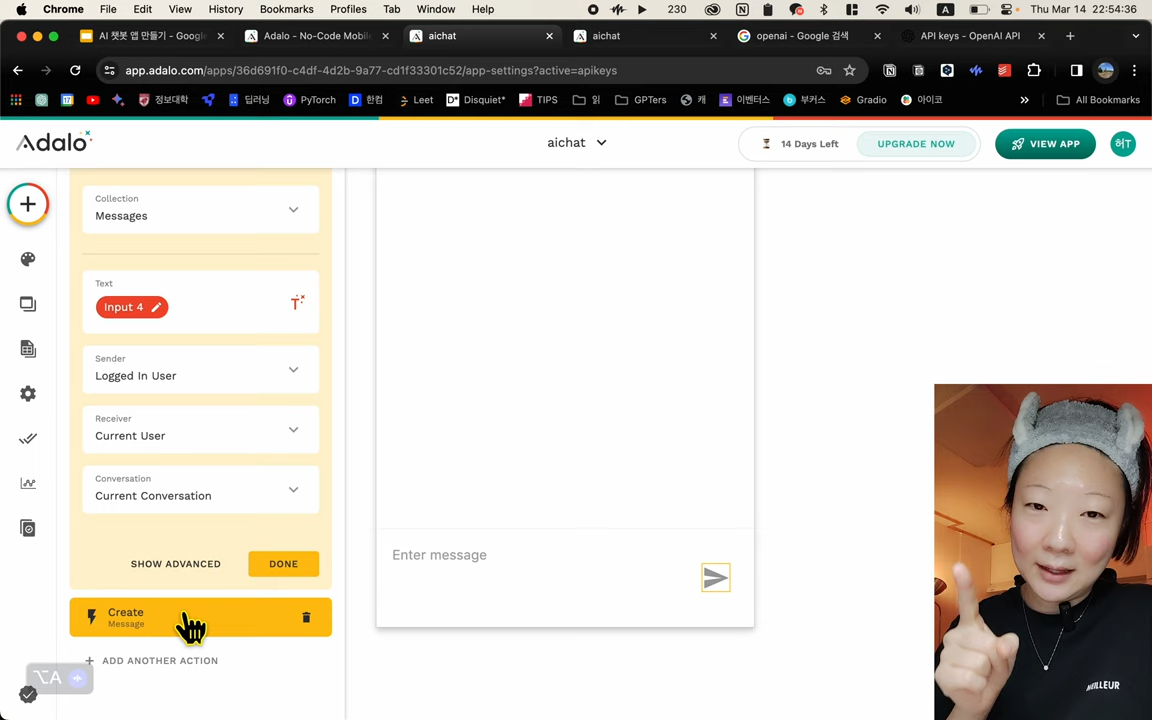 Chrome File Edit View History Bookmarks Profiles Tab Window Help 230 A Thu Mar 14 22:54:36
AI 챗봇 앱 만들기 - Google
Adalo - No-Code Mobile
aichat
aichat
openai - Google 검색
API keys - OpenAI API
app.adalo.com/apps/36d691f0-c4df-4d2b-9a77-cd1f33301c52/app-settings?active=apikeys
정보대학 딥러닝 PyTorch 한컴 Leet Disquiet* TIPS 읽 GPTers 캐 이벤터스 부커스 Gradio 아이코 » All Bookmarks
Adalo
aichat
14 Days Left
UPGRADE NOW
VIEW APP
허T
Collection
Messages
Text
Input 4
T
Sender
Logged In User
Receiver
Current User
Conversation
Current Conversation
SHOW ADVANCED
DONE
Create
Message
ADD ANOTHER ACTION
⌥A
Enter message
MEILLEUR